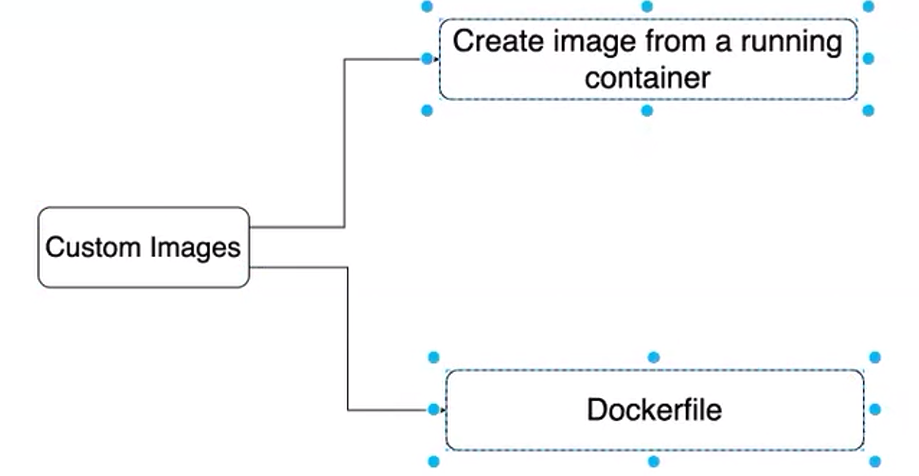 Create image from a running
container
Custom Images
Dockerfile